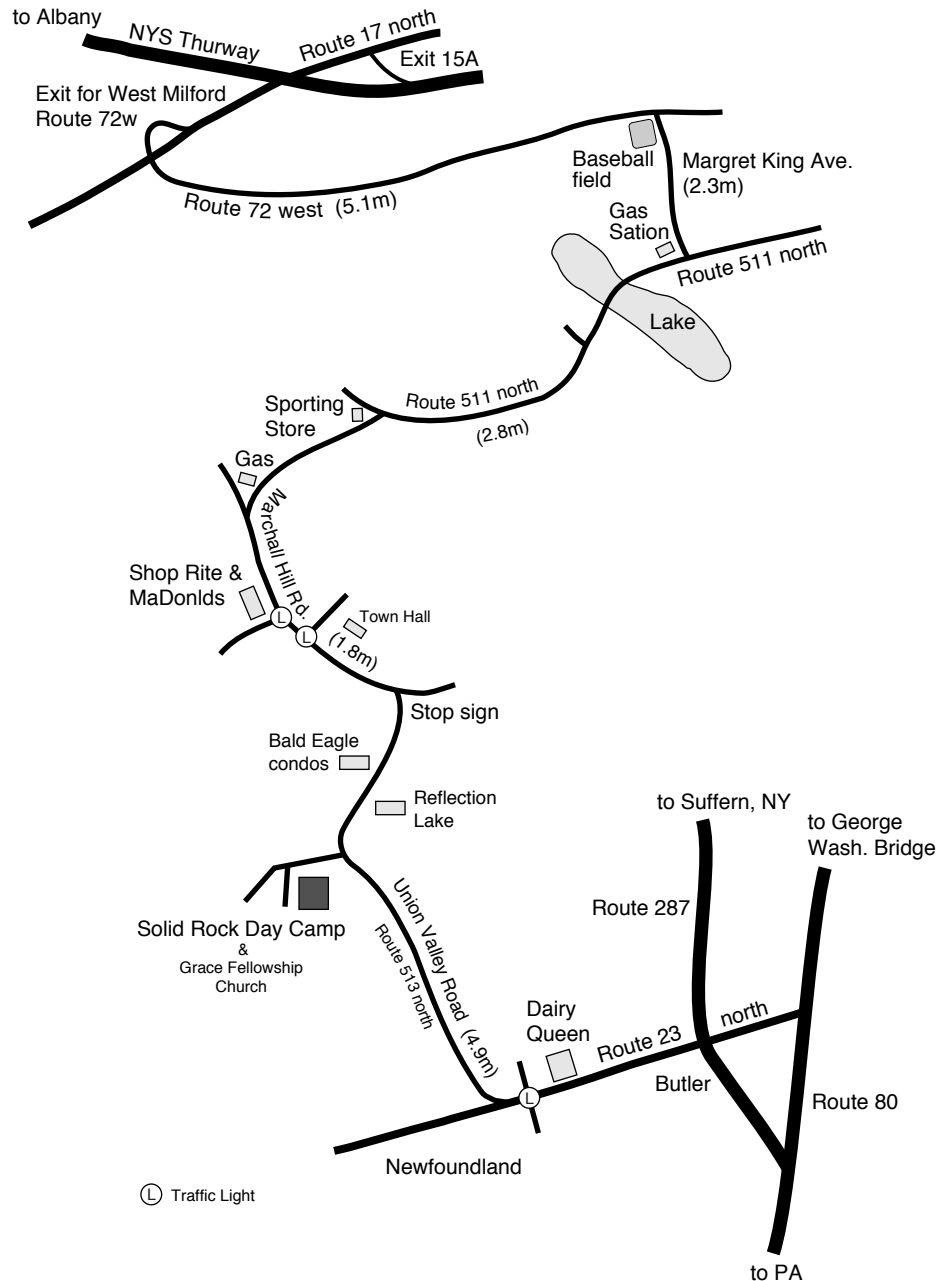 to Albany
NYS Thurway
Route 17 north
Exit 15A
Exit for West Milford
Route 72w
Route 72 west (5.1m)
Baseball
field
Margret King Ave.
(2.3m)
Gas
Sation
Route 511 north
Lake
Route 511 north
(2.8m)
Sporting
Store
Gas
Marchall Hill Rd.
(1.8m)
Shop Rite &
MaDonlds
L
L
Town Hall
Stop sign
Bald Eagle
condos
Reflection
Lake
Solid Rock Day Camp
&
Grace Fellowship
Church
Union Valley Road (4.9m)
Route 513 north
to Suffern, NY
to George
Wash. Bridge
Route 287
Dairy
Queen
Route 23 north
L
Butler
Route 80
Newfoundland
L Traffic Light
to PA